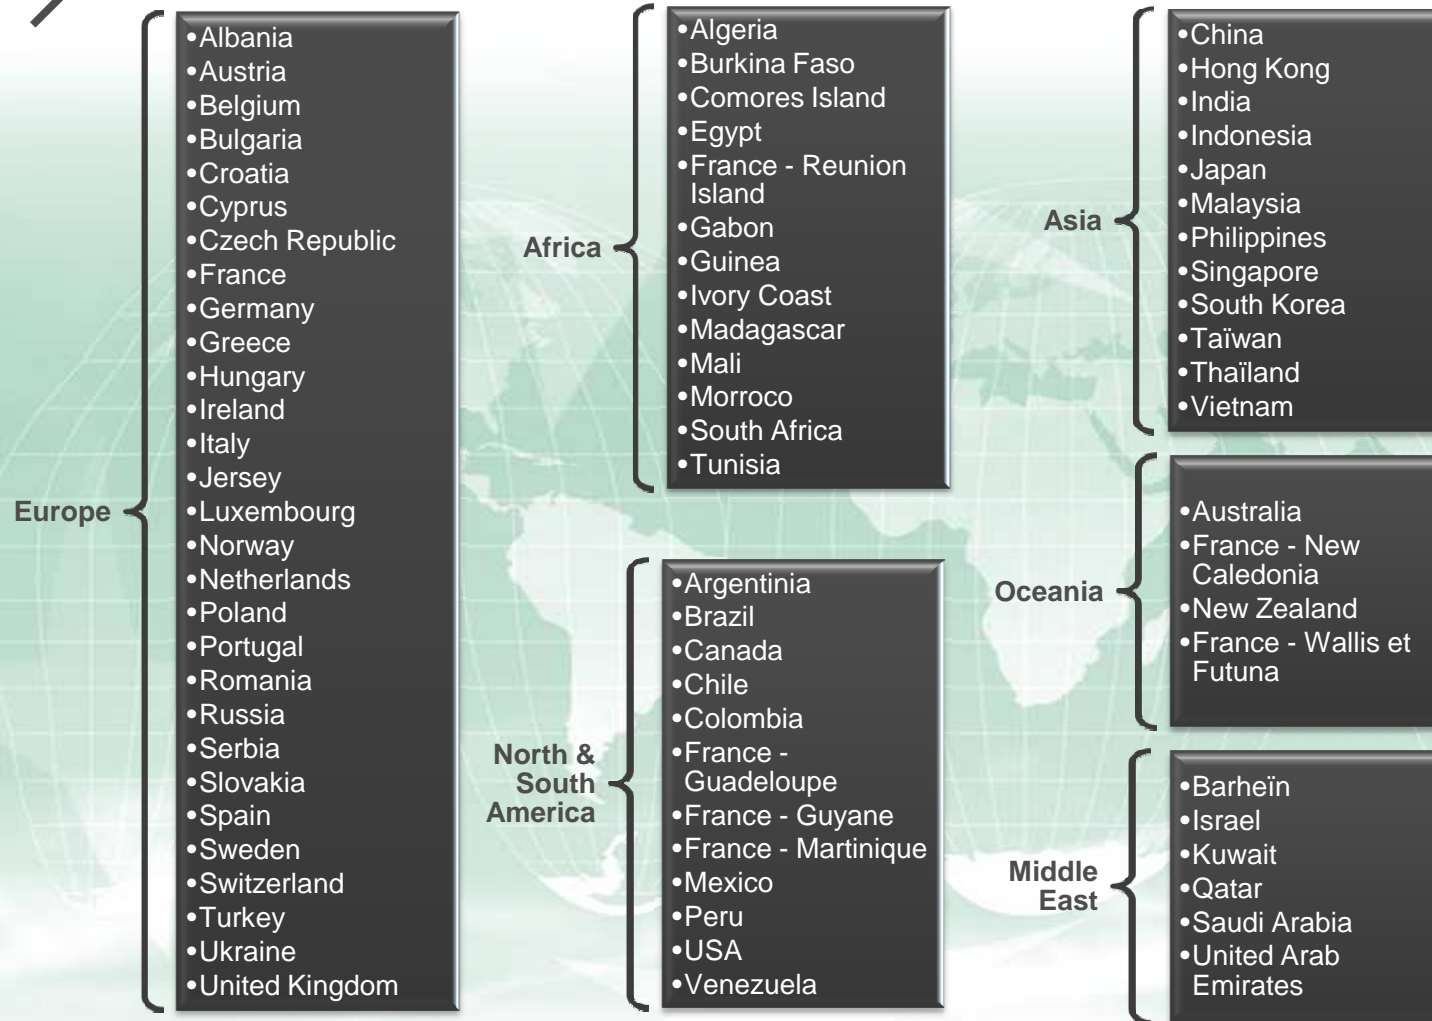 Europe
•Albania
•Austria
•Belgium
•Bulgaria
•Croatia
•Cyprus
•Czech Republic
•France
•Germany
•Greece
•Hungary
•Ireland
•Italy
•Jersey
•Luxembourg
•Norway
•Netherlands
•Poland
•Portugal
•Romania
•Russia
•Serbia
•Slovakia
•Spain
•Sweden
•Switzerland
•Turkey
•Ukraine
•United Kingdom
Africa
•Algeria
•Burkina Faso
•Comores Island
•Egypt
•France - Reunion
Island
•Gabon
•Guinea
•Ivory Coast
•Madagascar
•Mali
•Morroco
•South Africa
•Tunisia
North &
South
America
•Argentinia
•Brazil
•Canada
•Chile
•Colombia
•France -
Guadeloupe
•France - Guyane
•France - Martinique
•Mexico
•Peru
•USA
•Venezuela
Asia
•China
•Hong Kong
•India
•Indonesia
•Japan
•Malaysia
•Philippines
•Singapore
•South Korea
•Taïwan
•Thaïland
•Vietnam
Oceania
•Australia
•France - New
Caledonia
•New Zealand
•France - Wallis et
Futuna
Middle
East
•Barheïn
•Israel
•Kuwait
•Qatar
•Saudi Arabia
•United Arab
Emirates